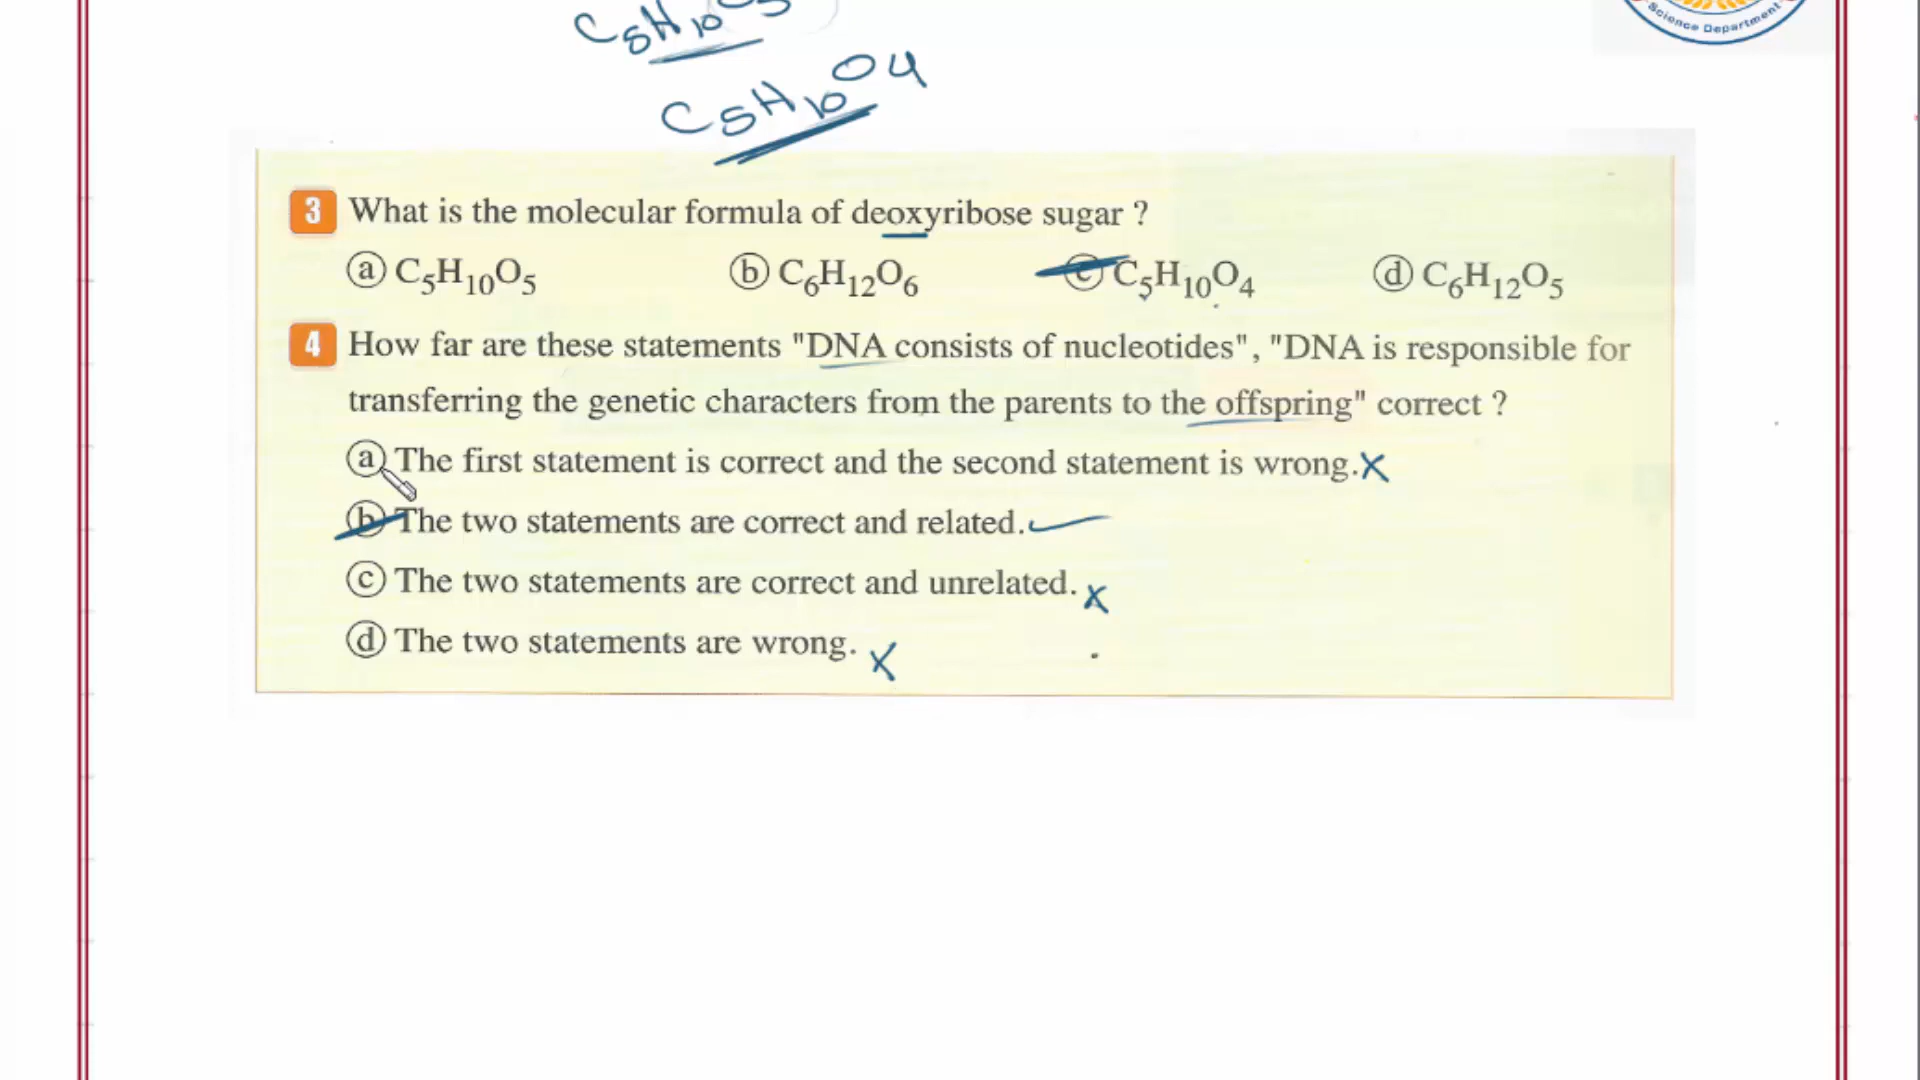 C5H10O5
C5H10O4
Science Department
3 What is the molecular formula of deoxyribose sugar ?
ⓐ C₅H₁₀O₅ ⓑ C₆H₁₂O₆ ⓒ C₅H₁₀O₄ ⓓ C₆H₁₂O₅
4 How far are these statements "DNA consists of nucleotides", "DNA is responsible for
transferring the genetic characters from the parents to the offspring" correct ?
ⓐ The first statement is correct and the second statement is wrong. X
ⓑ The two statements are correct and related.
ⓒ The two statements are correct and unrelated. X
ⓓ The two statements are wrong. X